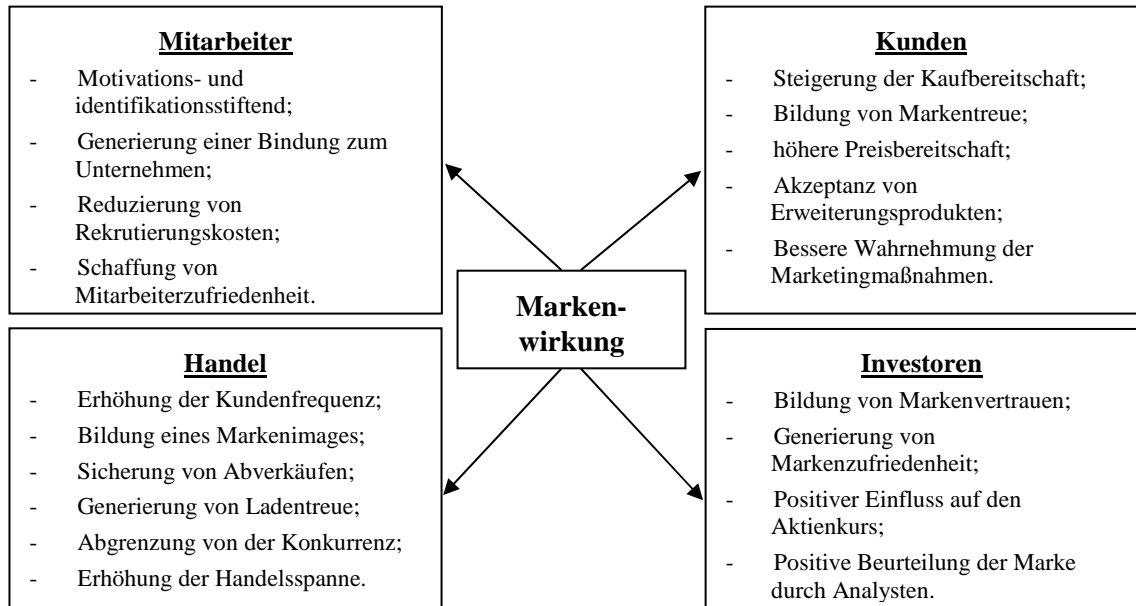 Mitarbeiter
- Motivations- und
identifikationsstiftend;
- Generierung einer Bindung zum
Unternehmen;
- Reduzierung von
Rekrutierungskosten;
- Schaffung von
Mitarbeiterzufriedenheit.
Kunden
- Steigerung der Kaufbereitschaft;
- Bildung von Markentreue;
- höhere Preisbereitschaft;
- Akzeptanz von
Erweiterungsprodukten;
- Bessere Wahrnehmung der
Marketingmaßnahmen.
Marken-
wirkung
Handel
- Erhöhung der Kundenfrequenz;
- Bildung eines Markenimages;
- Sicherung von Abverkäufen;
- Generierung von Ladentreue;
- Abgrenzung von der Konkurrenz;
- Erhöhung der Handelsspanne.
Investoren
- Bildung von Markenvertrauen;
- Generierung von
Markenzufriedenheit;
- Positiver Einfluss auf den
Aktienkurs;
- Positive Beurteilung der Marke
durch Analysten.